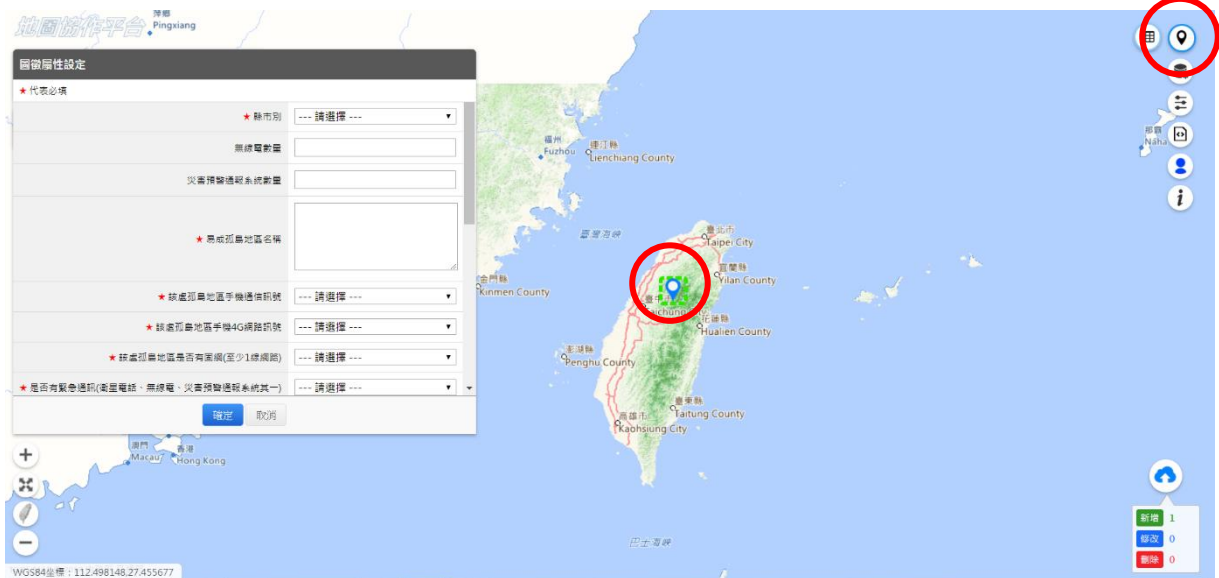 地圖協作平台
萍鄉
Pingxiang
圖徵屬性設定
★ 代表必填
★ 縣市別
--- 請選擇 ---
無線電數量
災害預警通報系統數量
★ 易成孤島地區名稱
★ 該處孤島地區手機通信訊號
--- 請選擇 ---
★ 該處孤島地區手機4G網路訊號
--- 請選擇 ---
★ 該處孤島地區是否有固網(至少1線網路)
--- 請選擇 ---
★ 是否有緊急通訊(衛星電話、無線電、災害預警通報系統其一)
--- 請選擇 ---
確定
取消
福州
Fuzhou
連江縣
Lienchiang County
那霸
Naha
臺灣海峽
臺北市
Taipei City
宜蘭縣
Yilan County
金門縣
Kinmen County
臺中市
Taichung City
花蓮縣
Hualien County
澎湖縣
Penghu County
臺東縣
Taitung County
高雄市
Kaohsiung City
澳門
Macau
香港
Hong Kong
巴士海峽
新增 1
修改 0
刪除 0
WGS84坐標：112.498148,27.455677